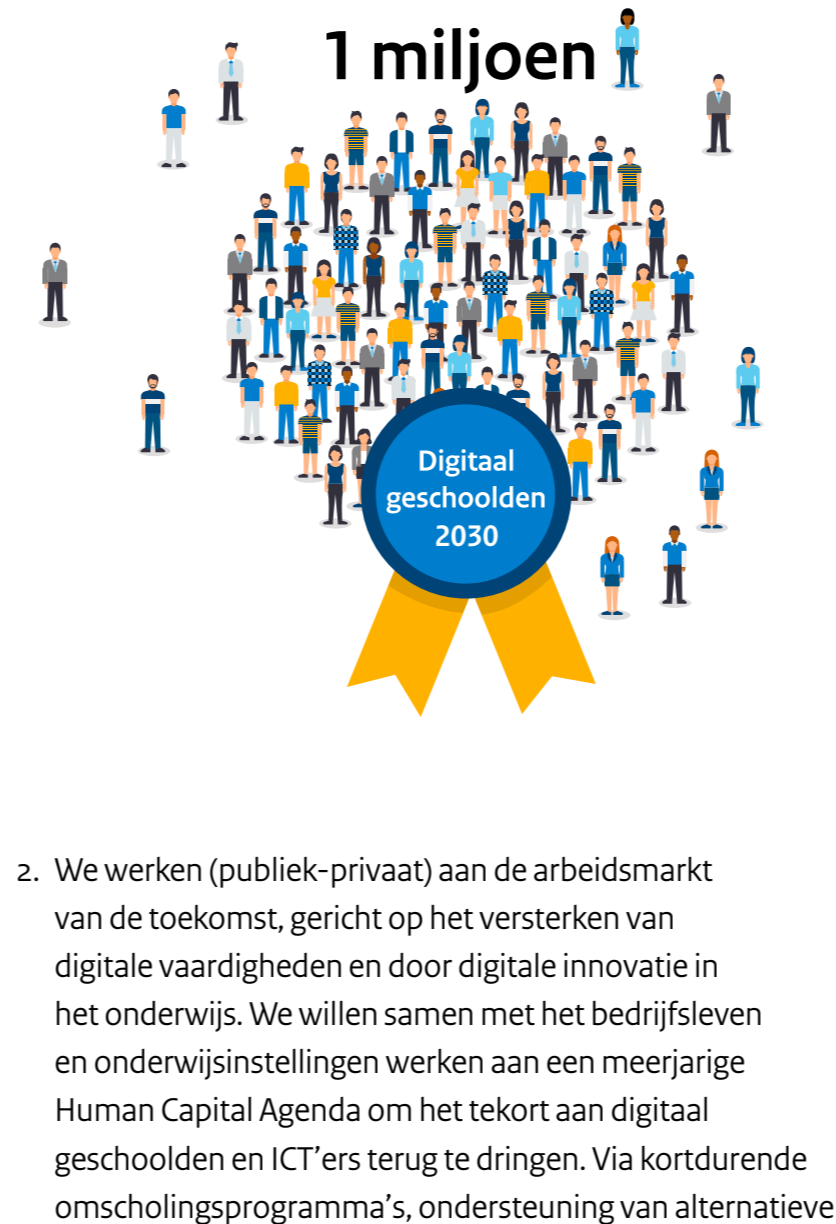 1 miljoen
Digitaal
geschoolden
2030
2. We werken (publiek-privaat) aan de arbeidsmarkt
van de toekomst, gericht op het versterken van
digitale vaardigheden en door digitale innovatie in
het onderwijs. We willen samen met het bedrijfsleven
en onderwijsinstellingen werken aan een meerjarige
Human Capital Agenda om het tekort aan digitaal
geschoolden en ICT’ers terug te dringen. Via kortdurende
omscholingsprogramma’s, ondersteuning van alternatieve